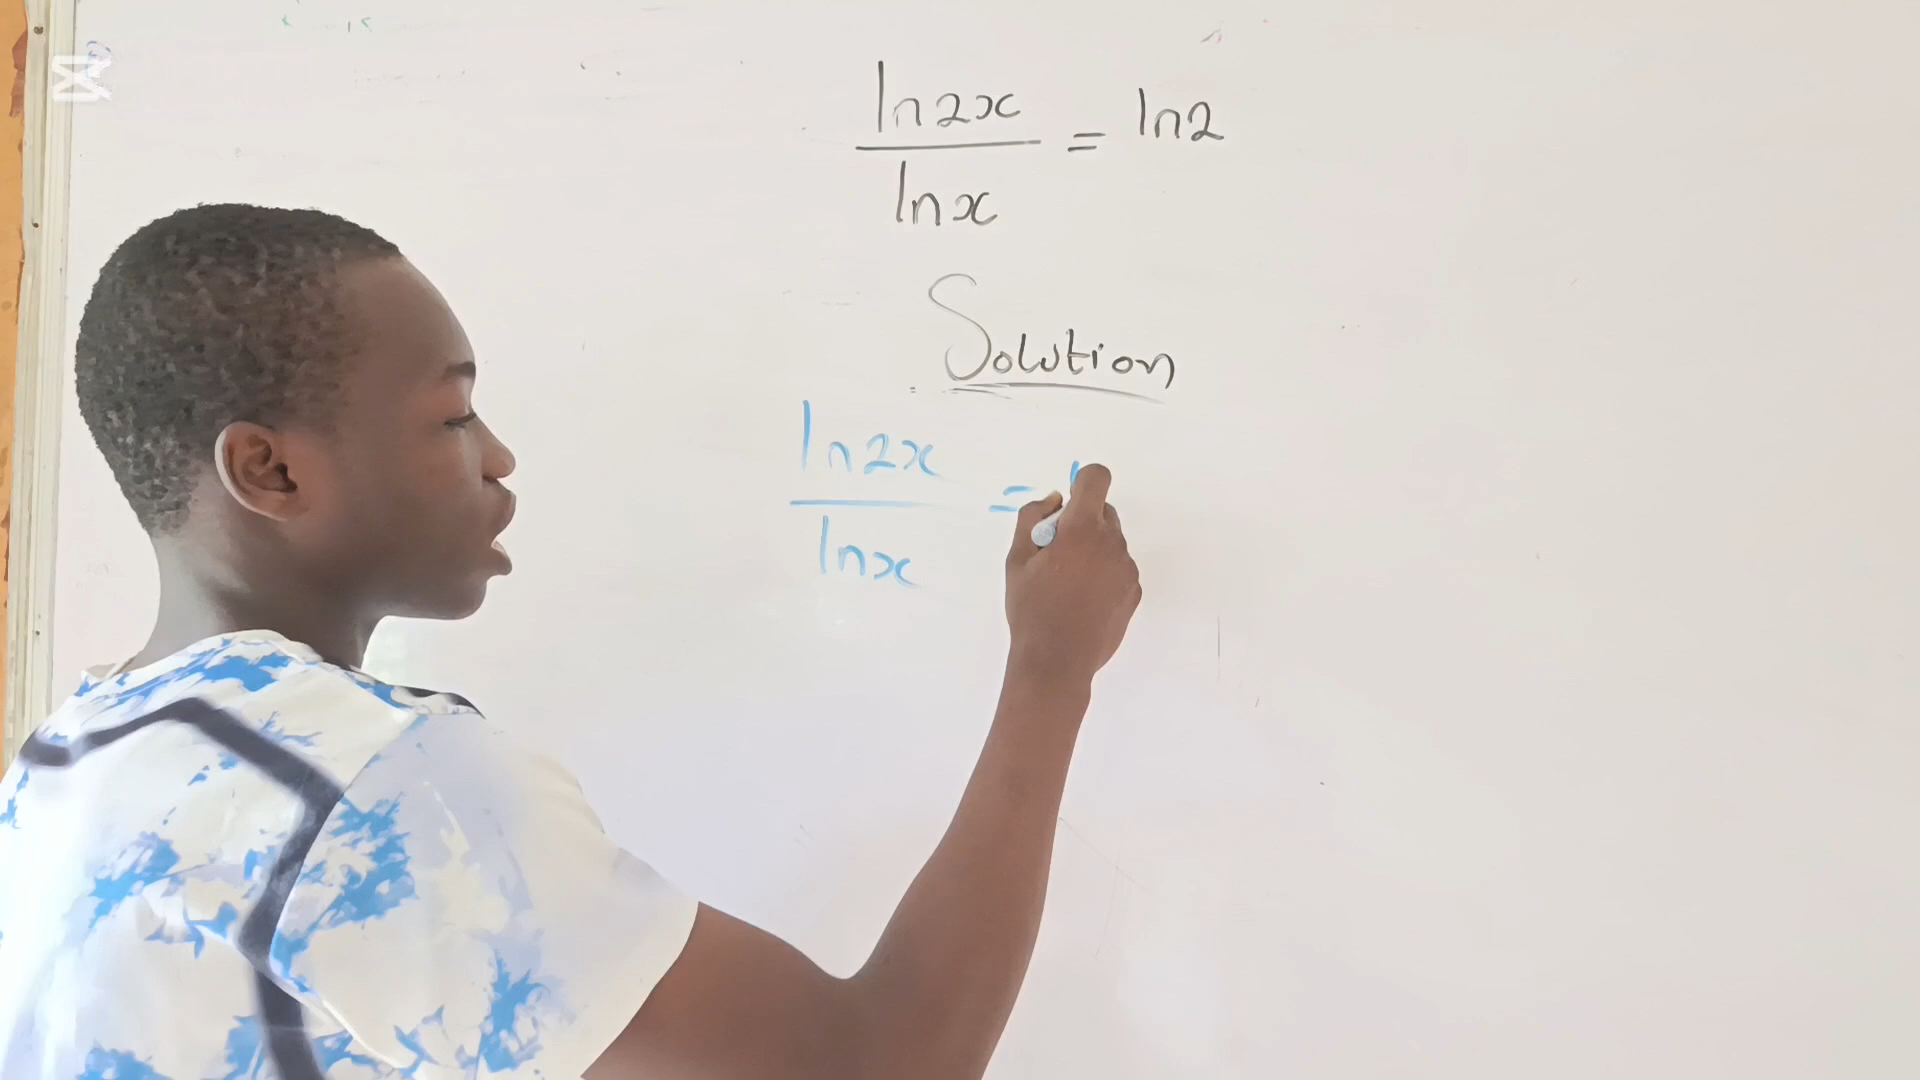 ln2x
—— = ln2
lnx
Solution
ln2x
—— =
lnx